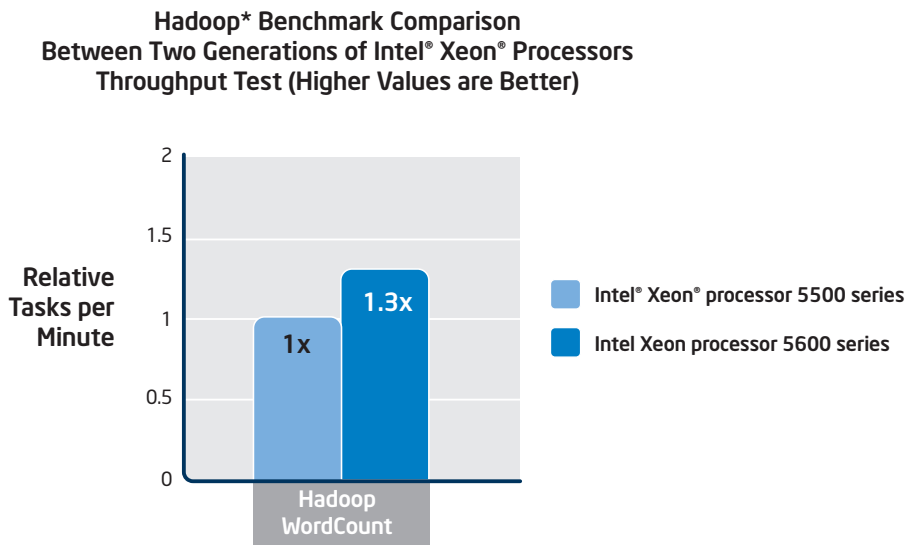 Hadoop* Benchmark Comparison
Between Two Generations of Intel® Xeon® Processors
Throughput Test (Higher Values are Better)
2
1.5
1
0.5
0
Relative
Tasks per
Minute
1x
1.3x
Hadoop
WordCount
Intel® Xeon® processor 5500 series
Intel Xeon processor 5600 series